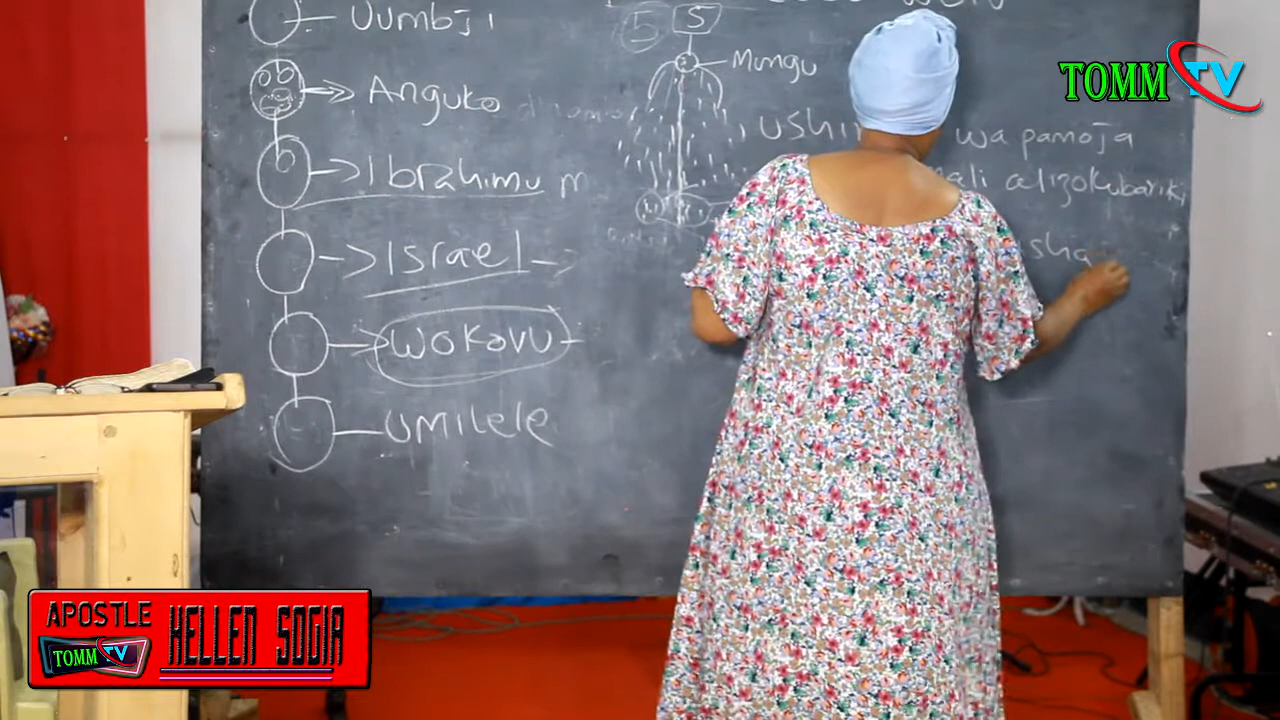 Uumbji
Anguko
Ibrahimu m
Israel
WOKOVU
UMILELE
5 5
Mungu
wa pamoja
alizokubariki
sha
TOMM TV
APOSTLE
HELLEN SOGIA
TOMM TV